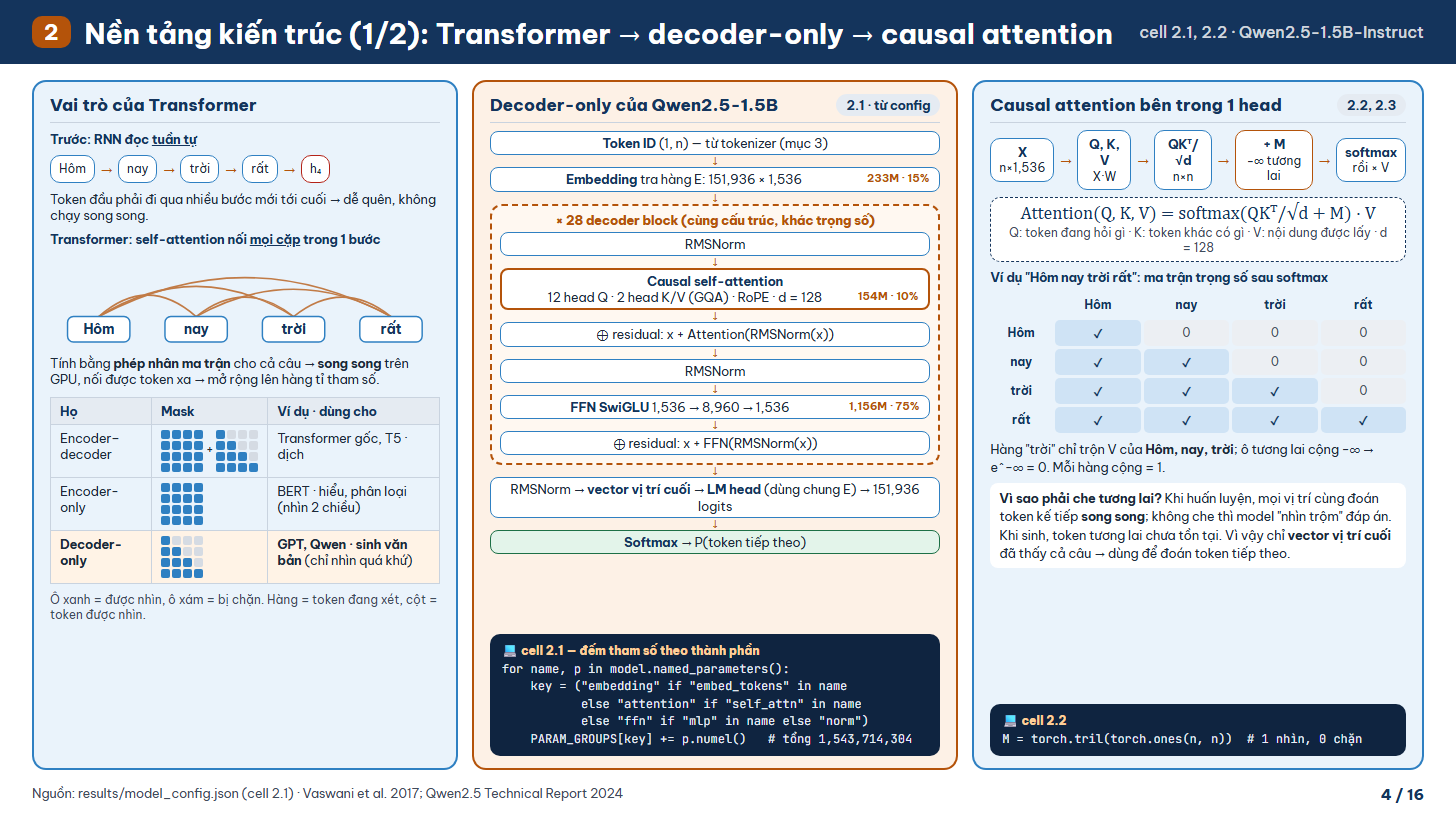 2
Nền tảng kiến trúc (1/2): Transformer → decoder-only → causal attention
cell 2.1, 2.2 · Qwen2.5-1.5B-Instruct
Vai trò của Transformer
Trước: RNN đọc tuần tự
Hôm → nay → trời → rất → h₄
Token đầu phải đi qua nhiều bước mới tới cuối → dễ quên, không
chạy song song.
Transformer: self-attention nối mọi cặp trong 1 bước
Hôm nay trời rất
Tính bằng phép nhân ma trận cho cả câu → song song trên
GPU, nối được token xa → mở rộng lên hàng tỉ tham số.
Họ Mask Ví dụ · dùng cho
Encoder-
decoder
+
Transformer gốc, T5 ·
dịch
Encoder-
only
BERT · hiểu, phân loại
(nhìn 2 chiều)
Decoder-
only
GPT, Qwen · sinh văn
bản (chỉ nhìn quá khứ)
Ô xanh = được nhìn, ô xám = bị chặn. Hàng = token đang xét, cột =
token được nhìn.
Decoder-only của Qwen2.5-1.5B
2.1 · từ config
Token ID (1, n) — từ tokenizer (mục 3)
↓
Embedding tra hàng E: 151,936 × 1,536 233M · 15%
↓
× 28 decoder block (cùng cấu trúc, khác trọng số)
RMSNorm
↓
Causal self-attention
12 head Q · 2 head K/V (GQA) · RoPE · d = 128 154M · 10%
↓
⊕ residual: x + Attention(RMSNorm(x))
↓
RMSNorm
↓
FFN SwiGLU 1,536 → 8,960 → 1,536 1,156M · 75%
↓
⊕ residual: x + FFN(RMSNorm(x))
↓
RMSNorm → vector vị trí cuối → LM head (dùng chung E) → 151,936
logits
↓
Softmax → P(token tiếp theo)
💻 cell 2.1 — đếm tham số theo thành phần
for name, p in model.named_parameters():
    key = ("embedding" if "embed_tokens" in name
           else "attention" if "self_attn" in name
           else "ffn" if "mlp" in name else "norm")
    PARAM_GROUPS[key] += p.numel()   # tổng 1,543,714,304
Causal attention bên trong 1 head
2.2, 2.3
X
n×1,536
→
Q, K,
V
X·W
→
QKᵀ/
√d
n×n
→
+ M
-∞ tương
lai
→
softmax
rồi × V
Attention(Q, K, V) = softmax(QKᵀ/√d + M) · V
Q: token đang hỏi gì · K: token khác có gì · V: nội dung được lấy · d
= 128
Ví dụ "Hôm nay trời rất": ma trận trọng số sau softmax
Hôm nay trời rất
Hôm ✓ 0 0 0
nay ✓ ✓ 0 0
trời ✓ ✓ ✓ 0
rất ✓ ✓ ✓ ✓
Hàng "trời" chỉ trộn V của Hôm, nay, trời; ô tương lai cộng -∞ →
e^-∞ = 0. Mỗi hàng cộng = 1.
Vì sao phải che tương lai? Khi huấn luyện, mọi vị trí cùng đoán
token kế tiếp song song; không che thì model "nhìn trộm" đáp án.
Khi sinh, token tương lai chưa tồn tại. Vì vậy chỉ vector vị trí cuối
đã thấy cả câu → dùng để đoán token tiếp theo.
💻 cell 2.2
M = torch.tril(torch.ones(n, n))  # 1 nhìn, 0 chặn
Nguồn: results/model_config.json (cell 2.1) · Vaswani et al. 2017; Qwen2.5 Technical Report 2024
4 / 16